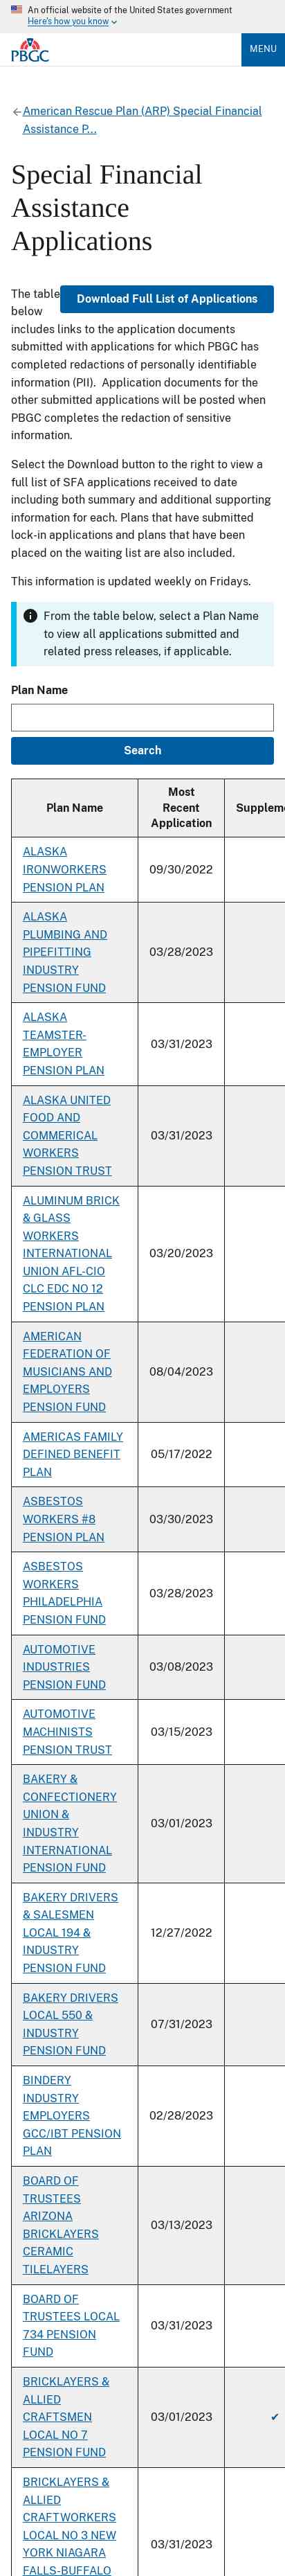 An official website of the United States government
Here's how you know
PBGC
MENU
American Rescue Plan (ARP) Special Financial
Assistance P...
Special Financial
Assistance
Applications
The table
Download Full List of Applications
below
includes links to the application documents
submitted with applications for which PBGC has
completed redactions of personally identifiable
information (PII).  Application documents for the
other submitted applications will be posted when
PBGC completes the redaction of sensitive
information.
Select the Download button to the right to view a
full list of SFA applications received to date
including both summary and additional supporting
information for each. Plans that have submitted
lock-in applications and plans that have been
placed on the waiting list are also included.
This information is updated weekly on Fridays.
From the table below, select a Plan Name
to view all applications submitted and
related press releases, if applicable.
Plan Name
Search
Plan Name
Most
Recent
Application
Suppleme
ALASKA
IRONWORKERS
PENSION PLAN
09/30/2022
ALASKA
PLUMBING AND
PIPEFITTING
INDUSTRY
PENSION FUND
03/28/2023
ALASKA
TEAMSTER-
EMPLOYER
PENSION PLAN
03/31/2023
ALASKA UNITED
FOOD AND
COMMERICAL
WORKERS
PENSION TRUST
03/31/2023
ALUMINUM BRICK
& GLASS
WORKERS
INTERNATIONAL
UNION AFL-CIO
CLC EDC NO 12
PENSION PLAN
03/20/2023
AMERICAN
FEDERATION OF
MUSICIANS AND
EMPLOYERS
PENSION FUND
08/04/2023
AMERICAS FAMILY
DEFINED BENEFIT
PLAN
05/17/2022
ASBESTOS
WORKERS #8
PENSION PLAN
03/30/2023
ASBESTOS
WORKERS
PHILADELPHIA
PENSION FUND
03/28/2023
AUTOMOTIVE
INDUSTRIES
PENSION FUND
03/08/2023
AUTOMOTIVE
MACHINISTS
PENSION TRUST
03/15/2023
BAKERY &
CONFECTIONERY
UNION &
INDUSTRY
INTERNATIONAL
PENSION FUND
03/01/2023
BAKERY DRIVERS
& SALESMEN
LOCAL 194 &
INDUSTRY
PENSION FUND
12/27/2022
BAKERY DRIVERS
LOCAL 550 &
INDUSTRY
PENSION FUND
07/31/2023
BINDERY
INDUSTRY
EMPLOYERS
GCC/IBT PENSION
PLAN
02/28/2023
BOARD OF
TRUSTEES
ARIZONA
BRICKLAYERS
CERAMIC
TILELAYERS
03/13/2023
BOARD OF
TRUSTEES LOCAL
734 PENSION
FUND
03/31/2023
BRICKLAYERS &
ALLIED
CRAFTSMEN
LOCAL NO 7
PENSION FUND
03/01/2023
✔
BRICKLAYERS &
ALLIED
CRAFTWORKERS
LOCAL NO 3 NEW
YORK NIAGARA
FALLS-BUFFALO
03/31/2023